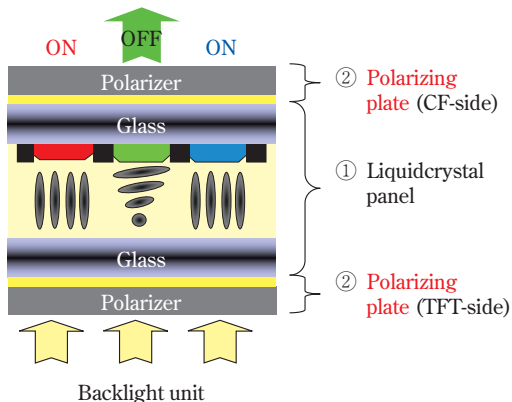 ON OFF ON
Polarizer
Glass
Glass
Polarizer
Backlight unit
② Polarizing
plate (CF-side)
① Liquidcrystal
panel
② Polarizing
plate (TFT-side)